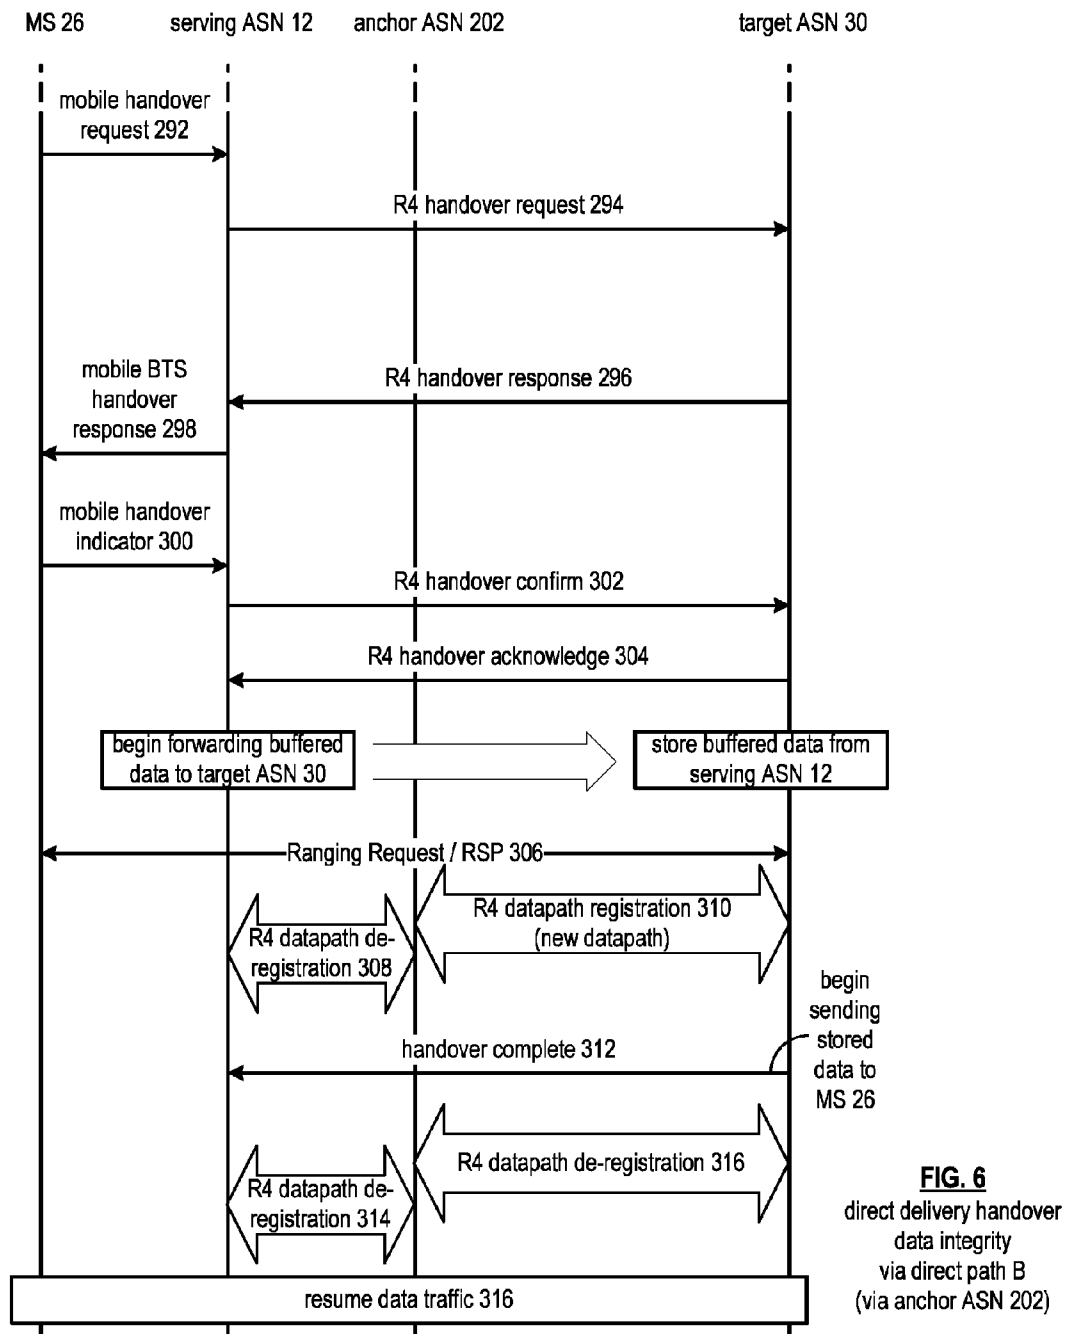 MS 26
serving ASN 12
anchor ASN 202
target ASN 30
mobile handover
request 292
R4 handover request 294
mobile BTS
handover
response 298
R4 handover response 296
mobile handover
indicator 300
R4 handover confirm 302
R4 handover acknowledge 304
begin forwarding buffered
data to target ASN 30
store buffered data from
serving ASN 12
Ranging Request / RSP 306
R4 datapath registration 310
(new datapath)
R4 datapath de-
registration 308
begin
sending
stored
data to
MS 26
handover complete 312
R4 datapath de-registration 316
R4 datapath de-
registration 314
FIG. 6
direct delivery handover
data integrity
via direct path B
(via anchor ASN 202)
resume data traffic 316